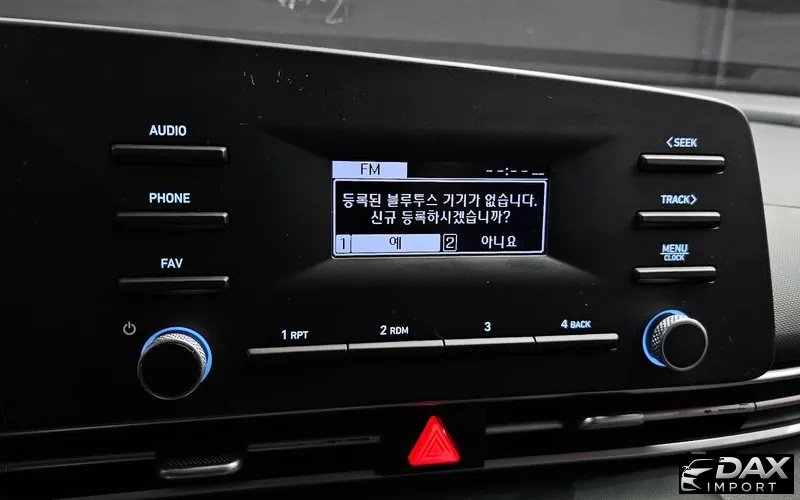 AUDIO
PHONE
FAV
FM --:-- __
등록된 블루투스 기기가 없습니다.
신규 등록하시겠습니까?
1 예 2 아니요
<SEEK
TRACK>
MENU
CLOCK
1 RPT
2 RDM
3
4 BACK
DAX
IMPORT